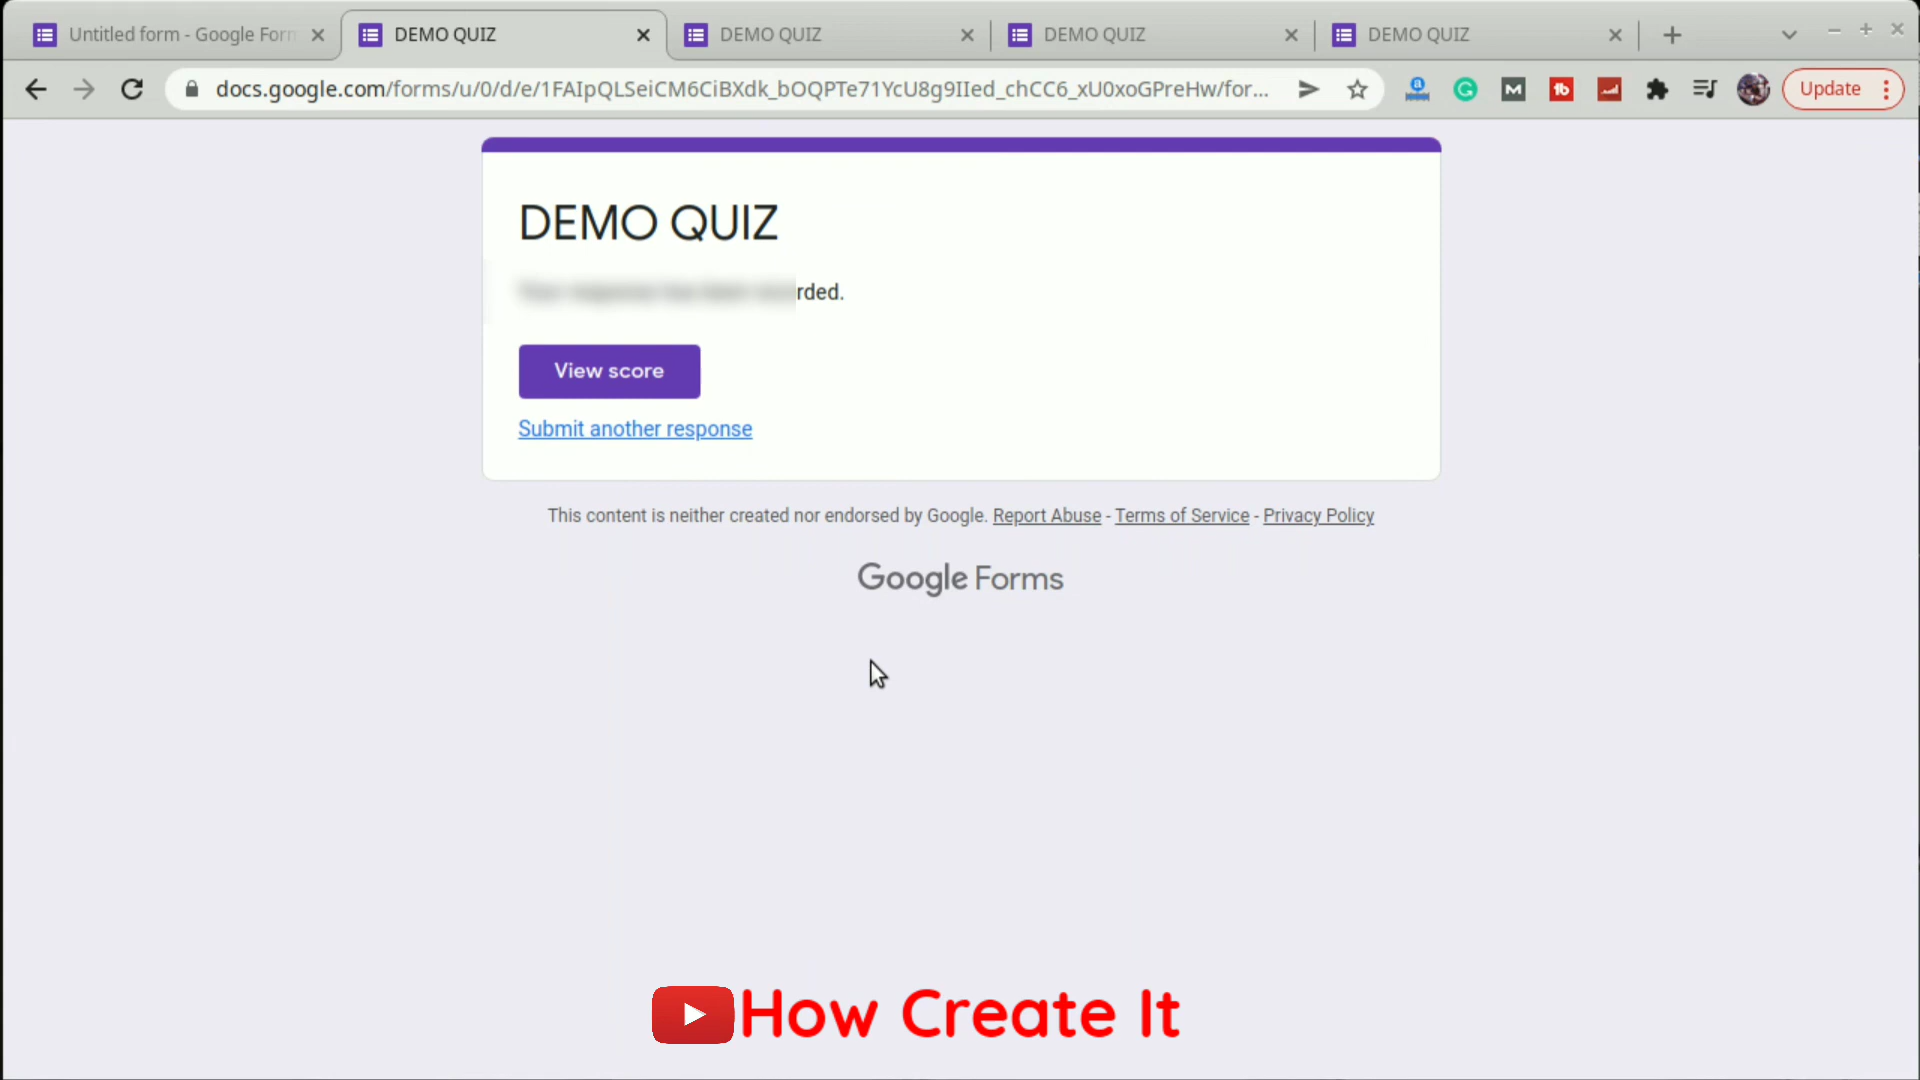 Untitled form - Google Forn
DEMO QUIZ
DEMO QUIZ
DEMO QUIZ
DEMO QUIZ
docs.google.com/forms/u/0/d/e/1FAIpQLSeiCM6CiBXdk_bOQPTe71YcU8g9IIed_chCC6_xU0xoGPreHw/for...
Update
DEMO QUIZ
rded.
View score
Submit another response
This content is neither created nor endorsed by Google. Report Abuse - Terms of Service - Privacy Policy
Google Forms
How Create It